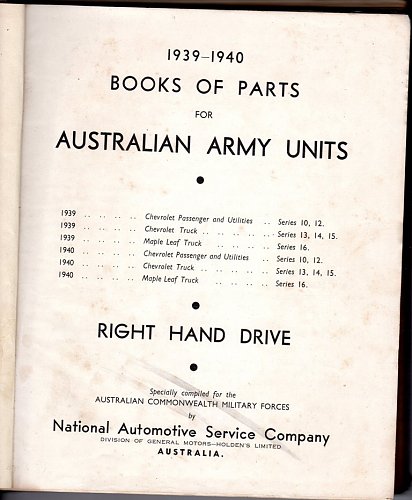 1939–1940
BOOKS OF PARTS
FOR
AUSTRALIAN ARMY UNITS
•
1939 .. .. .. .. .. Chevrolet Passenger and Utilities .. Series 10, 12.
1939 .. .. .. .. .. Chevrolet Truck .. .. .. .. .. .. Series 13, 14, 15.
1939 .. .. .. .. .. Maple Leaf Truck .. .. .. .. .. Series 16.
1940 .. .. .. .. .. Chevrolet Passenger and Utilities .. Series 10, 12.
1940 .. .. .. .. .. Chevrolet Truck .. .. .. .. .. .. Series 13, 14, 15.
1940 .. .. .. .. .. Maple Leaf Truck .. .. .. .. .. Series 16.
•
RIGHT HAND DRIVE
•
Specially compiled for the
AUSTRALIAN COMMONWEALTH MILITARY FORCES
by
National Automotive Service Company
DIVISION OF GENERAL MOTORS–HOLDEN'S LIMITED
AUSTRALIA.